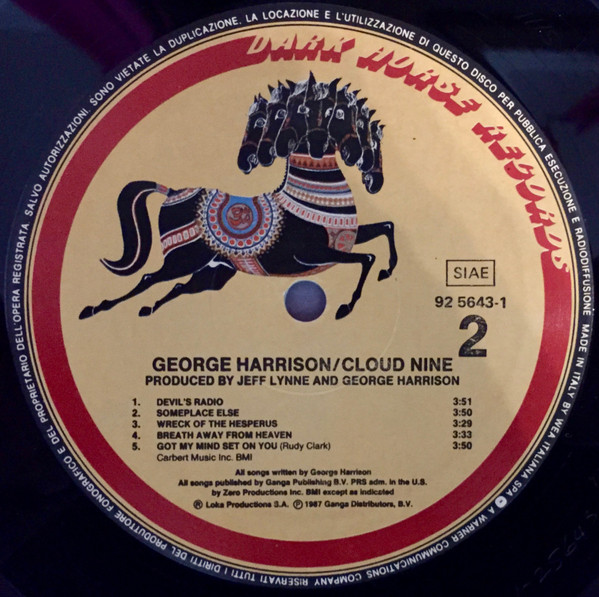 DARK HORSE RECORDS
SIAE
92 5643-1
2
GEORGE HARRISON/CLOUD NINE
PRODUCED BY JEFF LYNNE AND GEORGE HARRISON
1. DEVIL'S RADIO 3:51
2. SOMEPLACE ELSE 3:50
3. WRECK OF THE HESPERUS 3:29
4. BREATH AWAY FROM HEAVEN 3:33
5. GOT MY MIND SET ON YOU (Rudy Clark) 3:50
Carbert Music Inc. BMI
All songs written by George Harrison
All songs published by Ganga Publishing B.V. PRS adm. in the U.S.
by Zero Productions Inc. BMI except as indicated
℗ Loka Productions S.A. ℗ 1987 Ganga Distributors, B.V.
TUTTI I DIRITTI DEL PRODUTTORE FONOGRAFICO E DEL PROPRIETARIO DELL'OPERA REGISTRATA SALVO AUTORIZZAZIONI. SONO VIETATE LA DUPLICAZIONE. LA LOCAZIONE E L'UTILIZZAZIONE DI QUESTO DISCO PER PUBBLICA ESECUZIONE E RADIODIFFUSIONE MADE IN ITALY BY WEA ITALIANA SPA A WARNER COMMUNICATIONS COMPANY RISERVATI